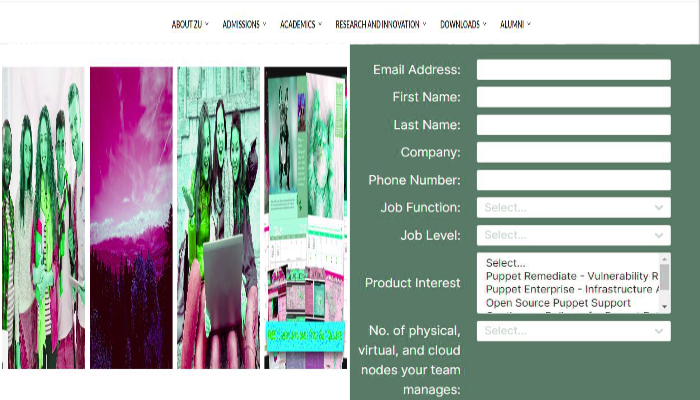 ABOUT ZU ADMISSIONS ACADEMICS RESEARCH AND INNOVATION DOWNLOADS ALUMNI
Email Address:
First Name:
Last Name:
Company:
Phone Number:
Job Function: Select...
Job Level: Select...
Product Interest
Select...
Puppet Remediate - Vulnerability R
Puppet Enterprise - Infrastructure A
Open Source Puppet Support
No. of physical, Select...
virtual, and cloud
nodes your team
manages: